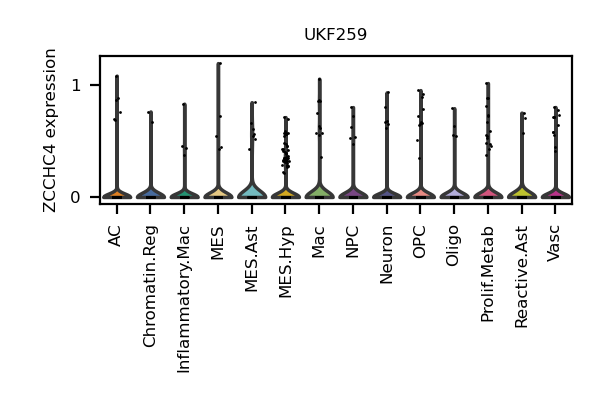 UKF259
ZCCHC4 expression
1
0
AC
Chromatin.Reg
Inflammatory.Mac
MES
MES.Ast
MES.Hyp
Mac
NPC
Neuron
OPC
Oligo
Prolif.Metab
Reactive.Ast
Vasc